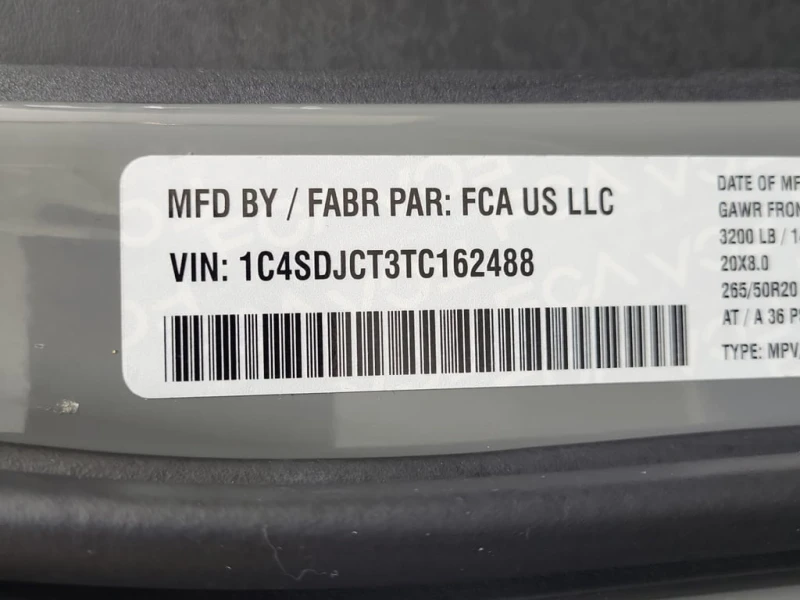 MFD BY / FABR PAR: FCA US LLC
VIN: 1C4SDJCT3TC162488
DATE OF MF
GAWR FRON
3200 LB / 14
20X8.0
265/50R20
AT / A 36 P
TYPE: MPV